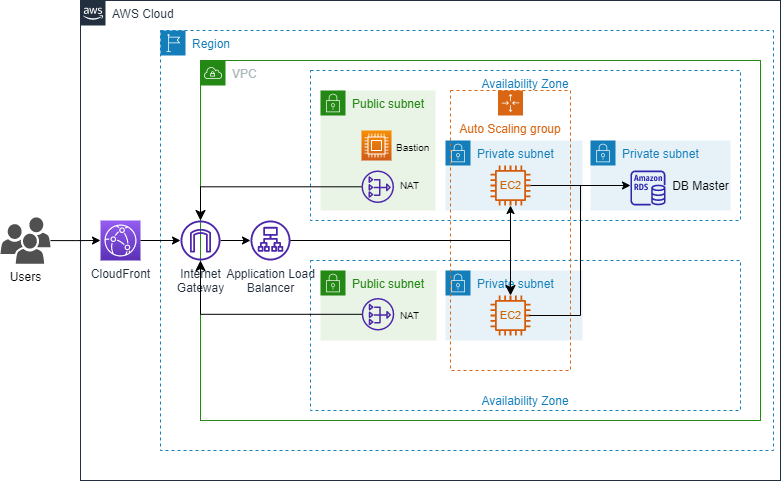 aws
AWS Cloud
Region
VPC
Availability Zone
Public subnet
Auto Scaling group
Bastion
Private subnet
Private subnet
NAT
EC2
Amazon
RDS
DB Master
Users
CloudFront
Internet
Gateway
Application Load
Balancer
Public subnet
Private subnet
NAT
EC2
Availability Zone